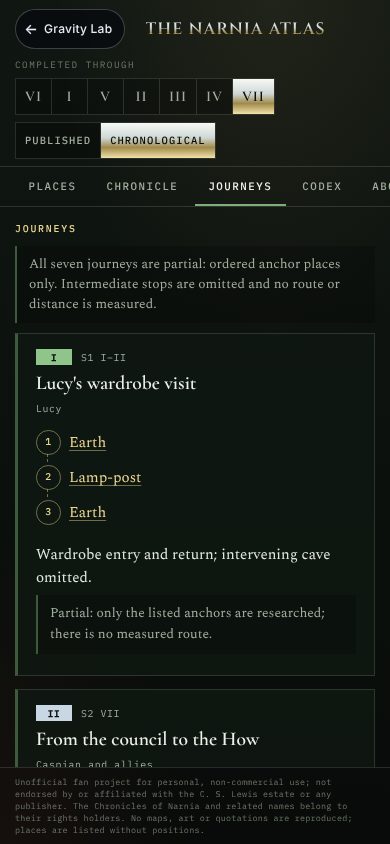 ← Gravity Lab
THE NARNIA ATLAS
COMPLETED THROUGH
VI I V II III IV VII
PUBLISHED CHRONOLOGICAL
PLACES CHRONICLE JOURNEYS CODEX ABO
JOURNEYS
All seven journeys are partial: ordered anchor places
only. Intermediate stops are omitted and no route or
distance is measured.
I S1 I–II
Lucy's wardrobe visit
Lucy
1 Earth
2 Lamp-post
3 Earth
Wardrobe entry and return; intervening cave
omitted.
Partial: only the listed anchors are researched;
there is no measured route.
II S2 VII
From the council to the How
Caspian and allies
Unofficial fan project for personal, non-commercial use; not
endorsed by or affiliated with the C. S. Lewis estate or any
publisher. The Chronicles of Narnia and related names belong to
their rights holders. No maps, art or quotations are reproduced;
places are listed without positions.